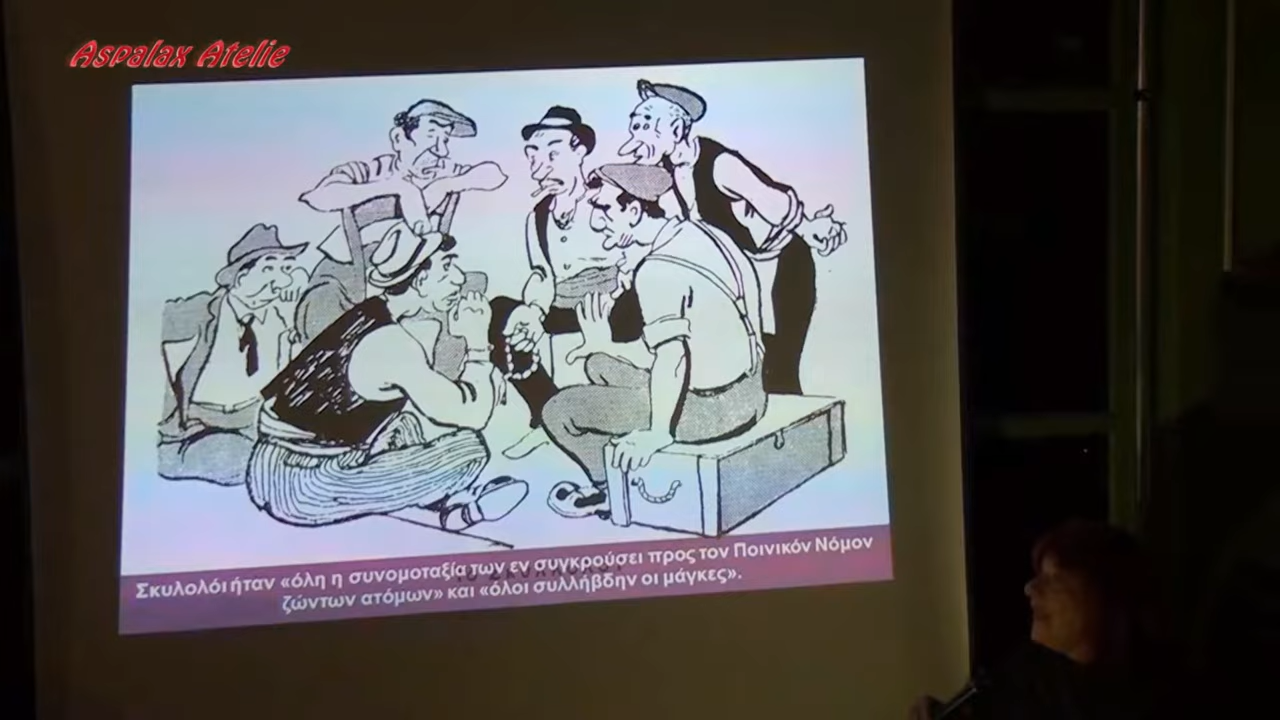 Aspalax Atelie
Σκυλολόι ήταν «όλη η συνομοταξία των εν συγκρούσει προς τον Ποινικόν Νόμον
ζώντων ατόμων» και «όλοι συλλήβδην οι μάγκες».